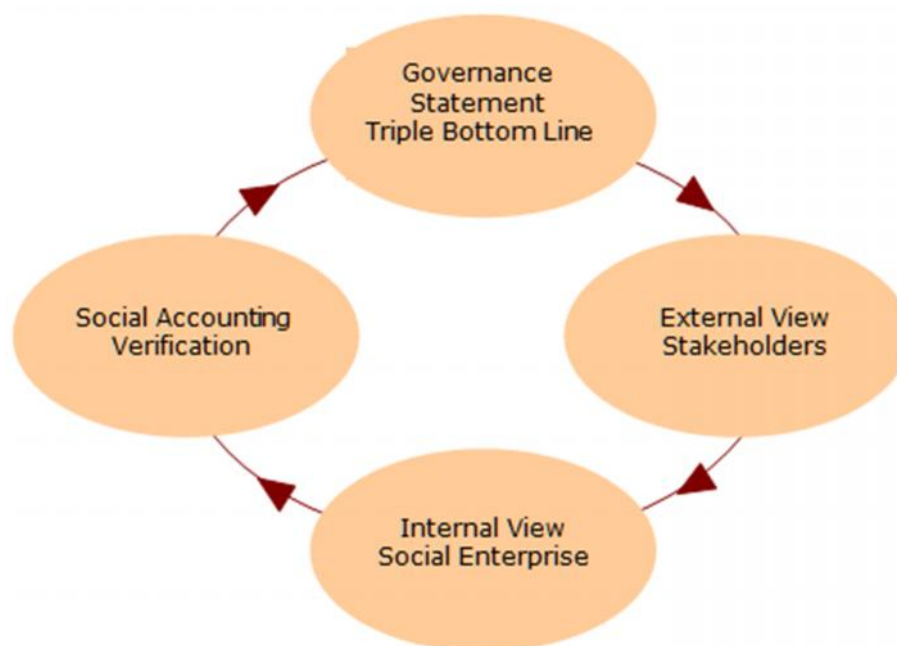 Governance
Statement
Triple Bottom Line
External View
Stakeholders
Internal View
Social Enterprise
Social Accounting
Verification